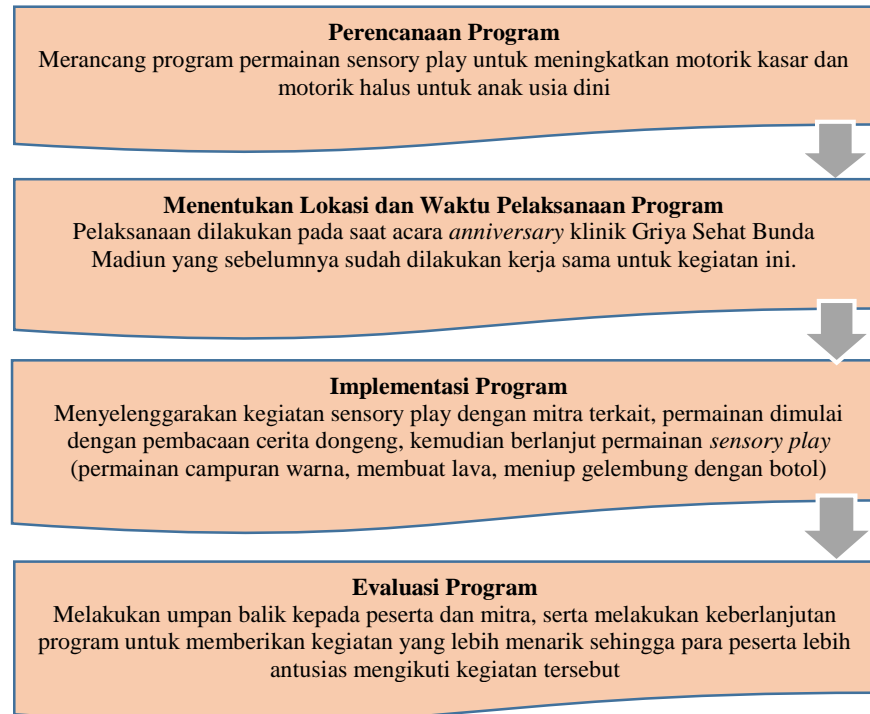 Perencanaan Program
Merancang program permainan sensory play untuk meningkatkan motorik kasar dan
motorik halus untuk anak usia dini
Menentukan Lokasi dan Waktu Pelaksanaan Program
Pelaksanaan dilakukan pada saat acara anniversary klinik Griya Sehat Bunda
Madiun yang sebelumnya sudah dilakukan kerja sama untuk kegiatan ini.
Implementasi Program
Menyelenggarakan kegiatan sensory play dengan mitra terkait, permainan dimulai
dengan pembacaan cerita dongeng, kemudian berlanjut permainan sensory play
(permainan campuran warna, membuat lava, meniup gelembung dengan botol)
Evaluasi Program
Melakukan umpan balik kepada peserta dan mitra, serta melakukan keberlanjutan
program untuk memberikan kegiatan yang lebih menarik sehingga para peserta lebih
antusias mengikuti kegiatan tersebut